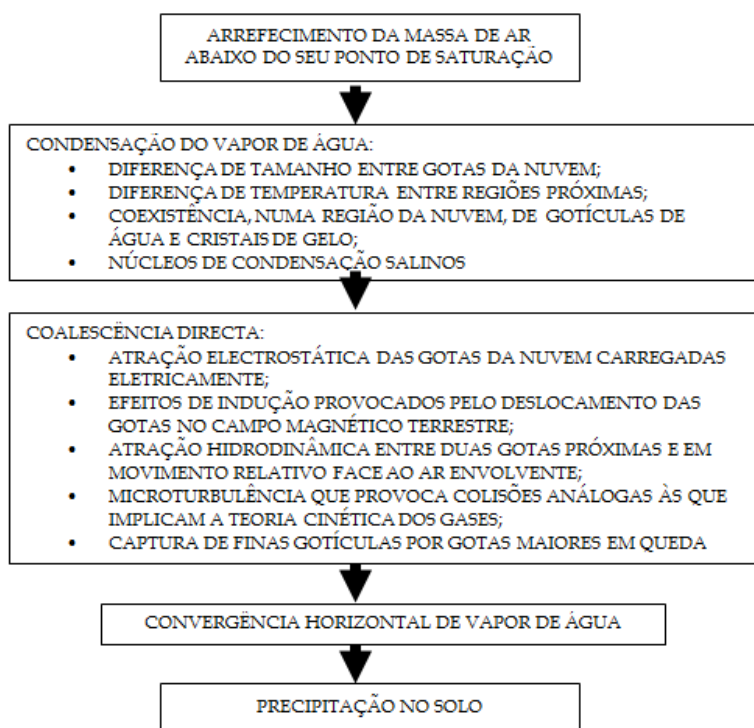 ARREFECIMENTO DA MASSA DE AR
ABAIXO DO SEU PONTO DE SATURAÇÃO
CONDENSAÇÃO DO VAPOR DE ÁGUA:
• DIFERENÇA DE TAMANHO ENTRE GOTAS DA NUVEM;
• DIFERENÇA DE TEMPERATURA ENTRE REGIÕES PRÓXIMAS;
• COEXISTÊNCIA, NUMA REGIÃO DA NUVEM, DE GOTÍCULAS DE
ÁGUA E CRISTAIS DE GELO;
• NÚCLEOS DE CONDENSAÇÃO SALINOS
COALESCÊNCIA DIRECTA:
• ATRAÇÃO ELECTROSTÁTICA DAS GOTAS DA NUVEM CARREGADAS
ELETRICAMENTE;
• EFEITOS DE INDUÇÃO PROVOCADOS PELO DESLOCAMENTO DAS
GOTAS NO CAMPO MAGNÉTICO TERRESTRE;
• ATRAÇÃO HIDRODINÂMICA ENTRE DUAS GOTAS PRÓXIMAS E EM
MOVIMENTO RELATIVO FACE AO AR ENVOLVENTE;
• MICROTURBULÊNCIA QUE PROVOCA COLISÕES ANÁLOGAS ÀS QUE
IMPLICAM A TEORIA CINÉTICA DOS GASES;
• CAPTURA DE FINAS GOTÍCULAS POR GOTAS MAIORES EM QUEDA
CONVERGÊNCIA HORIZONTAL DE VAPOR DE ÁGUA
PRECIPITAÇÃO NO SOLO